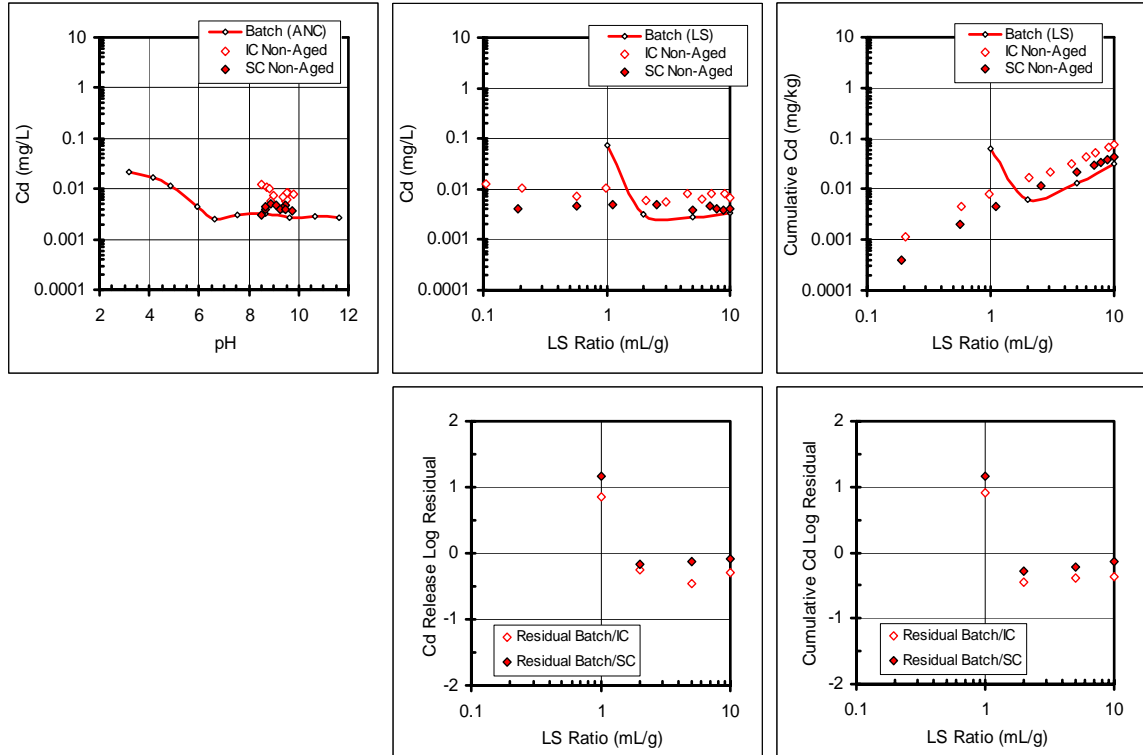 Batch (ANC)
IC Non-Aged
SC Non-Aged
Cd (mg/L)
10
1
0.1
0.01
0.001
0.0001
2 4 6 8 10 12
pH
Batch (LS)
IC Non-Aged
SC Non-Aged
Cd (mg/L)
10
1
0.1
0.01
0.001
0.0001
0.1 1 10
LS Ratio (mL/g)
Batch (LS)
IC Non-Aged
SC Non-Aged
Cumulative Cd (mg/kg)
10
1
0.1
0.01
0.001
0.0001
0.1 1 10
LS Ratio (mL/g)
Cd Release Log Residual
2
1
0
-1
-2
Residual Batch/IC
Residual Batch/SC
0.1 1 10
LS Ratio (mL/g)
Cumulative Cd Log Residual
2
1
0
-1
-2
Residual Batch/IC
Residual Batch/SC
0.1 1 10
LS Ratio (mL/g)